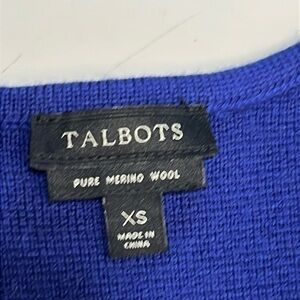 TALBOTS
PURE MERINO WOOL
XS
MADE IN
CHINA